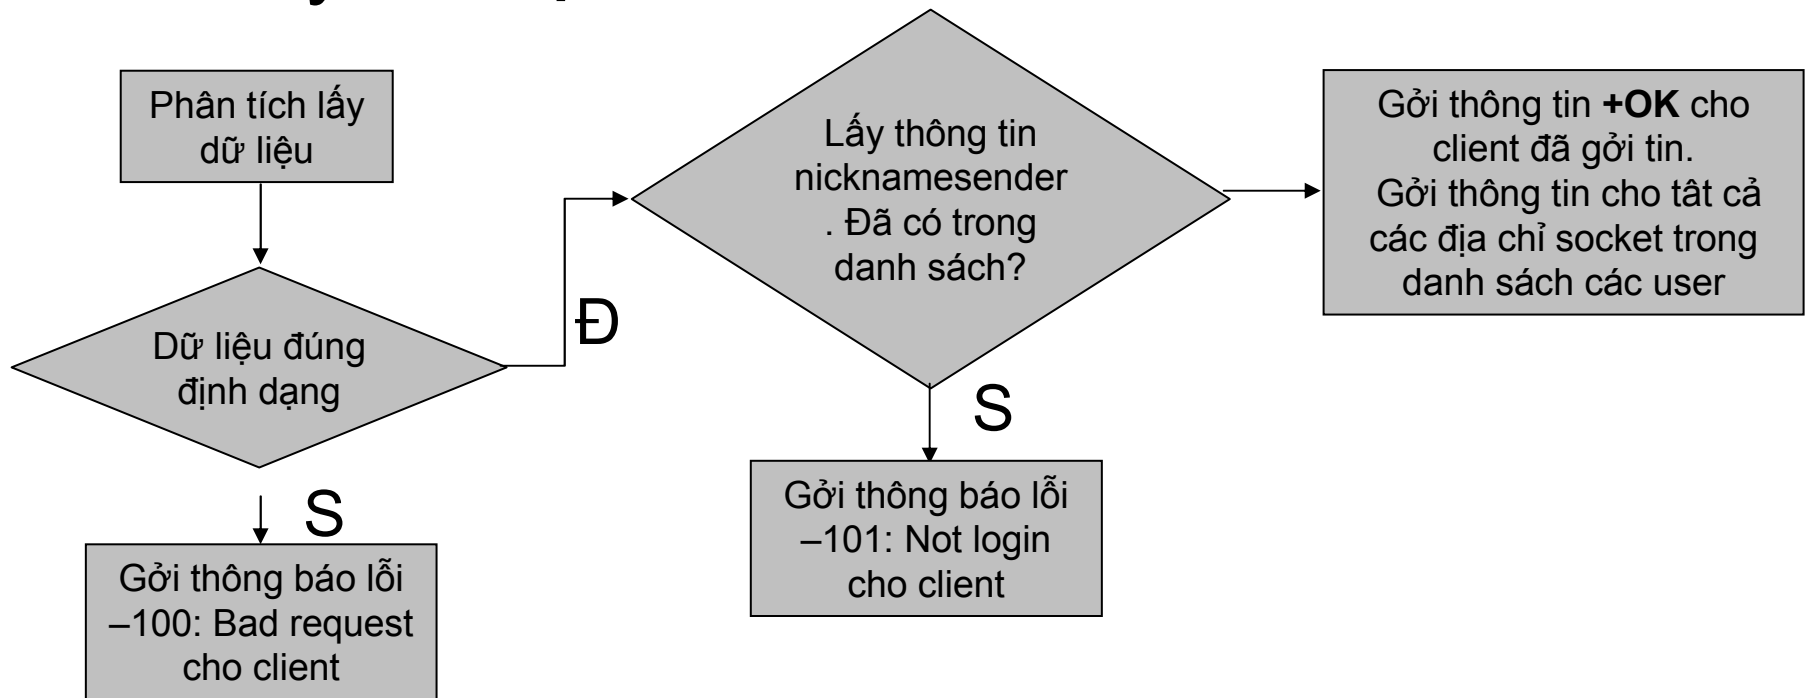 Phân tích lấy
dữ liệu
Dữ liệu đúng
định dạng
Đ
S
Gởi thông báo lỗi
–100: Bad request
cho client
Lấy thông tin
nicknamesender
. Đã có trong
danh sách?
S
Gởi thông báo lỗi
–101: Not login
cho client
Gởi thông tin +OK cho
client đã gởi tin.
Gởi thông tin cho tât cả
các địa chỉ socket trong
danh sách các user